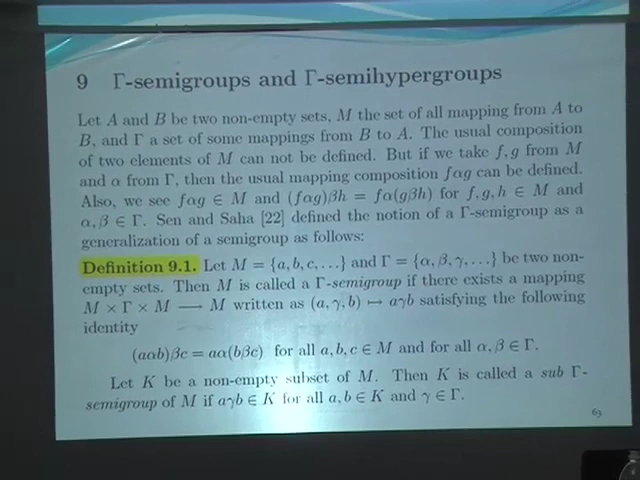 9 Γ-semigroups and Γ-semihypergroups
Let A and B be two non-empty sets, M the set of all mapping from A to
B, and Γ a set of some mappings from B to A. The usual composition
of two elements of M can not be defined. But if we take f, g from M
and α from Γ, then the usual mapping composition fαg can be defined.
Also, we see fαg ∈ M and (fαg)βh = fα(gβh) for f, g, h ∈ M and
α, β ∈ Γ. Sen and Saha [22] defined the notion of a Γ-semigroup as a
generalization of a semigroup as follows:
Definition 9.1. Let M = {a, b, c, ...} and Γ = {α, β, γ, ...} be two non-
empty sets. Then M is called a Γ-semigroup if there exists a mapping
M × Γ × M ⟶ M written as (a, γ, b) ↦ aγb satisfying the following
identity
(aαb)βc = aα(bβc) for all a, b, c ∈ M and for all α, β ∈ Γ.
Let K be a non-empty subset of M. Then K is called a sub Γ-
semigroup of M if aγb ∈ K for all a, b ∈ K and γ ∈ Γ.
63